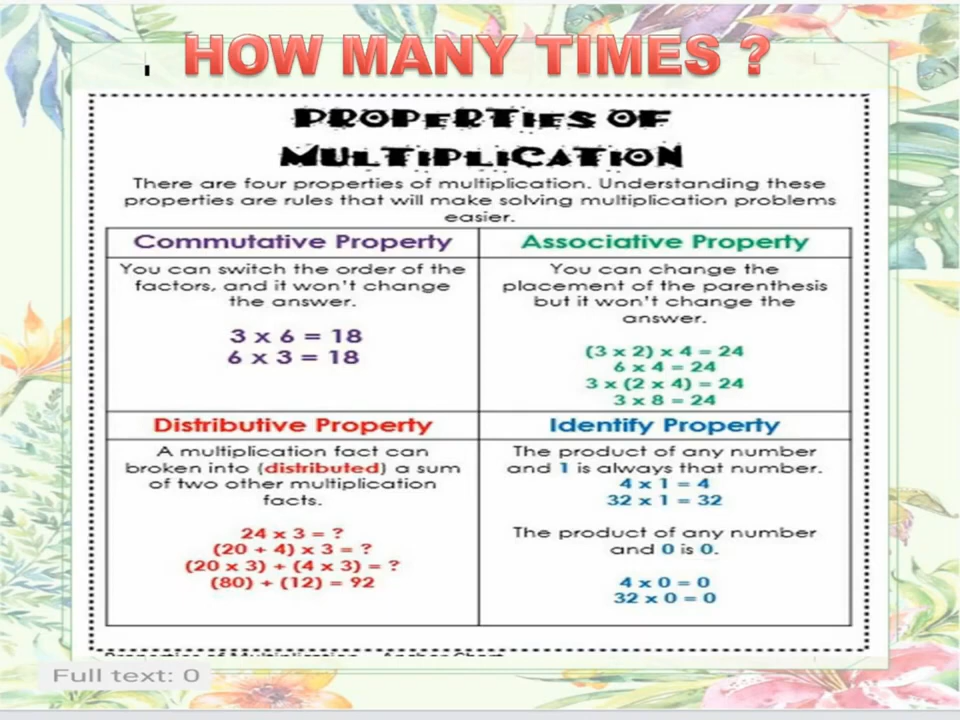 HOW MANY TIMES ?
PROPERTIES OF
MULTIPLICATION
There are four properties of multiplication. Understanding these
properties are rules that will make solving multiplication problems
easier.
Commutative Property
You can switch the order of the
factors, and it won't change
the answer.
3 x 6 = 18
6 x 3 = 18
Associative Property
You can change the
placement of the parenthesis
but it won't change the
answer.
(3 x 2) x 4 = 24
6 x 4 = 24
3 x (2 x 4) = 24
3 x 8 = 24
Distributive Property
A multiplication fact can
broken into (distributed) a sum
of two other multiplication
facts.
24 x 3 = ?
(20 + 4) x 3 = ?
(20 x 3) + (4 x 3) = ?
(80) + (12) = 92
Identify Property
The product of any number
and 1 is always that number.
4 x 1 = 4
32 x 1 = 32
The product of any number
and 0 is 0.
4 x 0 = 0
32 x 0 = 0
Properties of Multiplication - Anchor Chart
Full text: 0